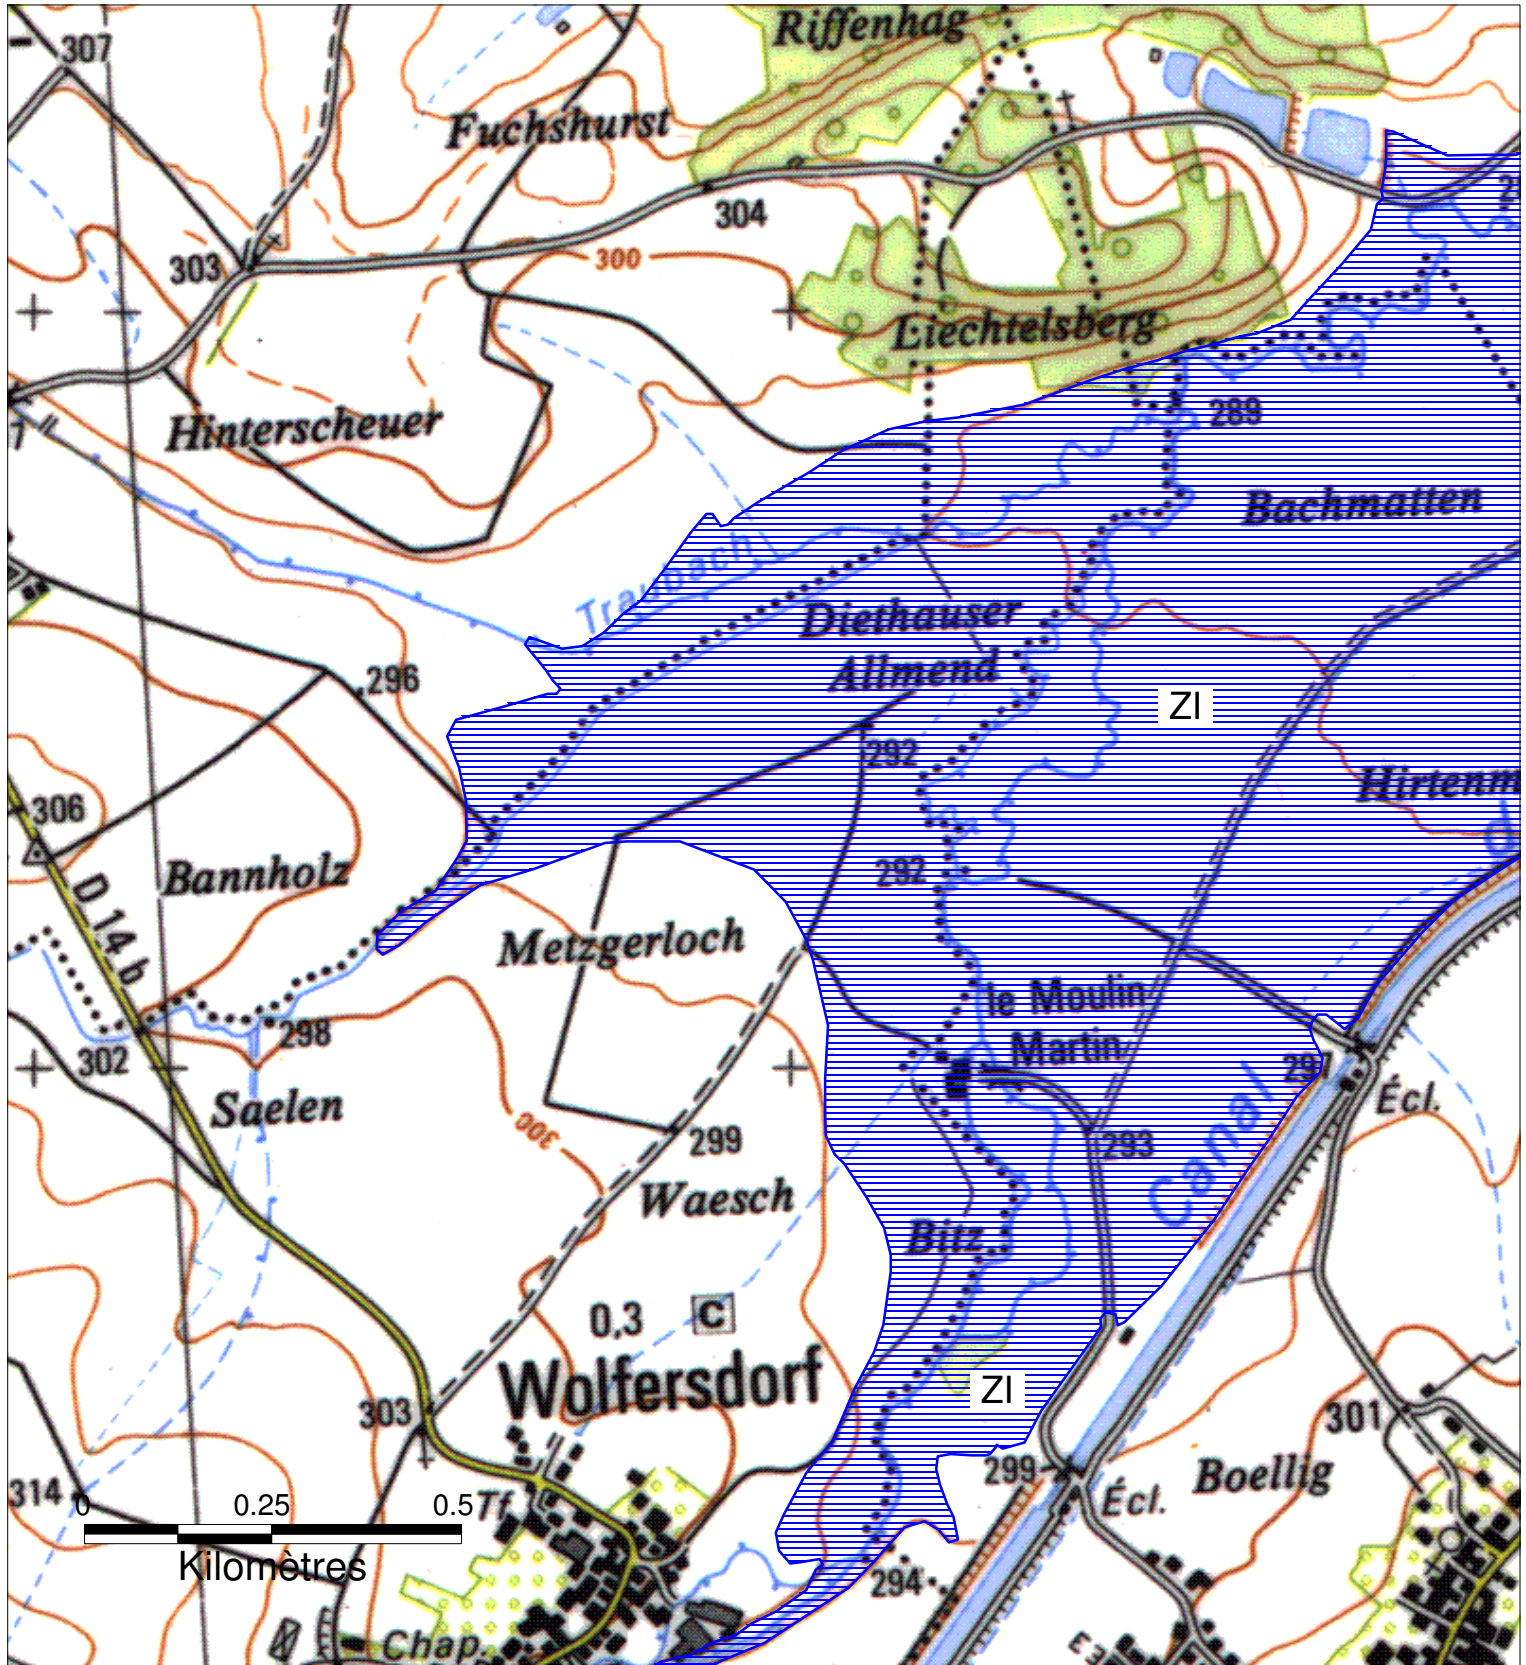 Riffenhag
307
Fuchshurst
304
303
300
Liechtelsberg
289
Hinterscheuer
Bachmatten
Traubach
Diethauser
Allmend
296
ZI
292
Hirtenm
306
D 14 b
Bannholz
292
Metzgerloch
le Moulin
Martin
298
302
297
Canal
d
Écl.
Saelen
300
299
293
Waesch
Bitz
0,3
C
Wolfersdorf
ZI
303
301
299
Boellig
Écl.
314
0 0.25 0.5
Kilomètres
Tf.
294
Chap.